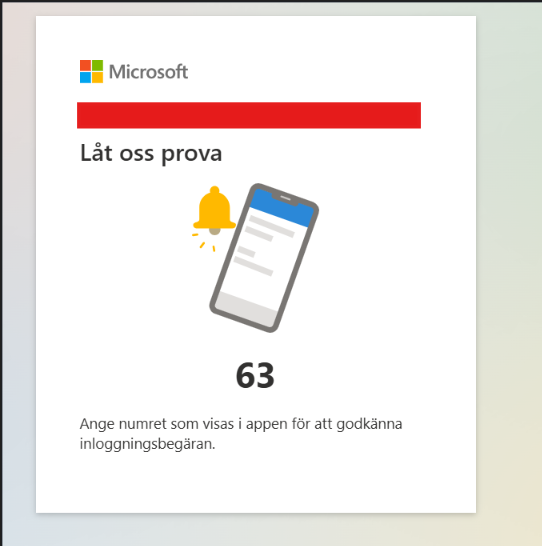 Microsoft
Låt oss prova
63
Ange numret som visas i appen för att godkänna
inloggningsbegäran.